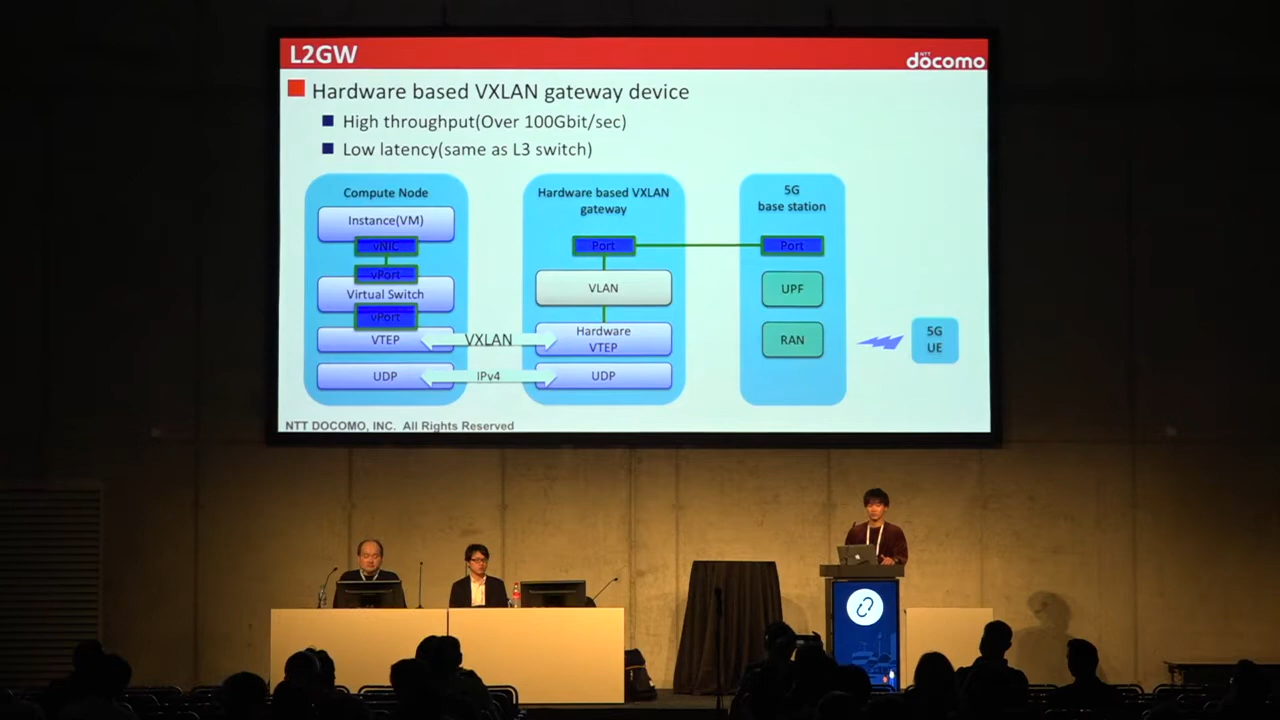 L2GW
NTT
docomo
Hardware based VXLAN gateway device
High throughput(Over 100Gbit/sec)
Low latency(same as L3 switch)
Compute Node
Instance(VM)
vNIC
vPort
Virtual Switch
vPort
VTEP
UDP
VXLAN
IPv4
Hardware based VXLAN
gateway
Port
VLAN
Hardware
VTEP
UDP
5G
base station
Port
UPF
RAN
5G
UE
NTT DOCOMO, INC. All Rights Reserved